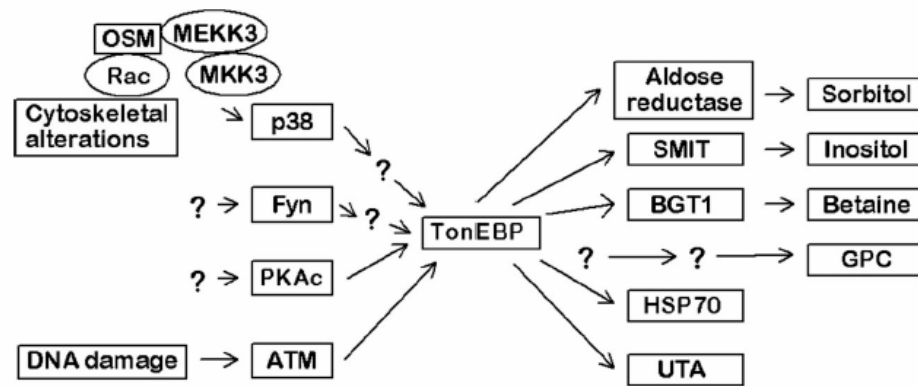 OSM
MEKK3
Rac
MKK3
Cytoskeletal
alterations
p38
?
? Fyn ?
? PKAc
DNA damage ATM
TonEBP
Aldose
reductase
Sorbitol
SMIT Inositol
BGT1 Betaine
? ? GPC
HSP70
UTA